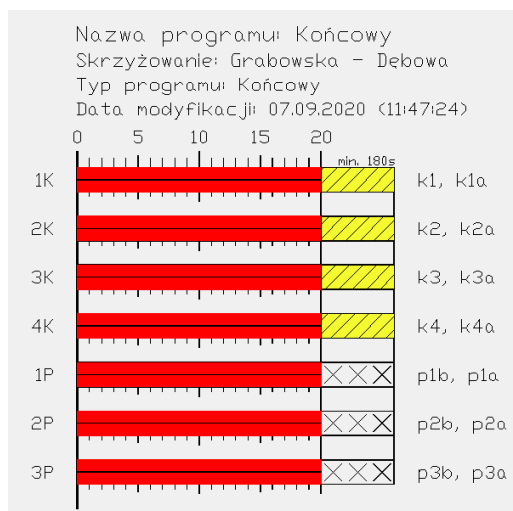 Nazwa programu: Końcowy
Skrzyżowanie: Grabowska - Dębowa
Typ programu: Końcowy
Data modyfikacji: 07.09.2020 (11:47:24)
0 5 10 15 20
min. 180s
1K k1, k1a
2K k2, k2a
3K k3, k3a
4K k4, k4a
1P p1b, p1a
2P p2b, p2a
3P p3b, p3a